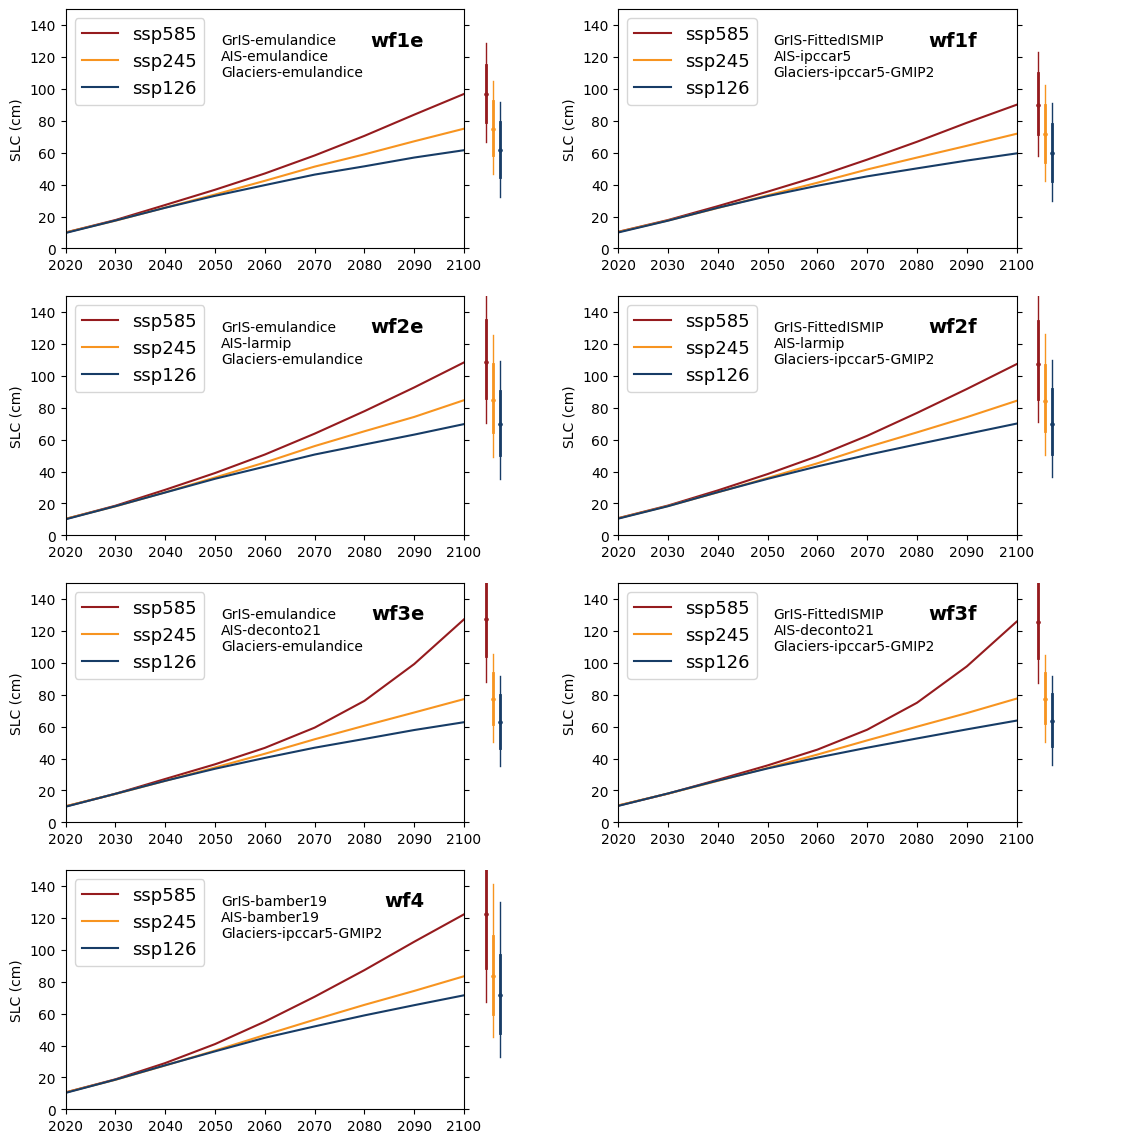 140
120
100
80
60
40
20
0
SLC (cm)
ssp585
ssp245
ssp126
GrIS-emulandice
AIS-emulandice
Glaciers-emulandice
wf1e
2020 2030 2040 2050 2060 2070 2080 2090 2100
140
120
100
80
60
40
20
0
SLC (cm)
ssp585
ssp245
ssp126
GrIS-FittedISMIP
AIS-ipccar5
Glaciers-ipccar5-GMIP2
wf1f
2020 2030 2040 2050 2060 2070 2080 2090 2100
140
120
100
80
60
40
20
0
SLC (cm)
ssp585
ssp245
ssp126
GrIS-emulandice
AIS-larmip
Glaciers-emulandice
wf2e
2020 2030 2040 2050 2060 2070 2080 2090 2100
140
120
100
80
60
40
20
0
SLC (cm)
ssp585
ssp245
ssp126
GrIS-FittedISMIP
AIS-larmip
Glaciers-ipccar5-GMIP2
wf2f
2020 2030 2040 2050 2060 2070 2080 2090 2100
140
120
100
80
60
40
20
0
SLC (cm)
ssp585
ssp245
ssp126
GrIS-emulandice
AIS-deconto21
Glaciers-emulandice
wf3e
2020 2030 2040 2050 2060 2070 2080 2090 2100
140
120
100
80
60
40
20
0
SLC (cm)
ssp585
ssp245
ssp126
GrIS-FittedISMIP
AIS-deconto21
Glaciers-ipccar5-GMIP2
wf3f
2020 2030 2040 2050 2060 2070 2080 2090 2100
140
120
100
80
60
40
20
0
SLC (cm)
ssp585
ssp245
ssp126
GrIS-bamber19
AIS-bamber19
Glaciers-ipccar5-GMIP2
wf4
2020 2030 2040 2050 2060 2070 2080 2090 2100